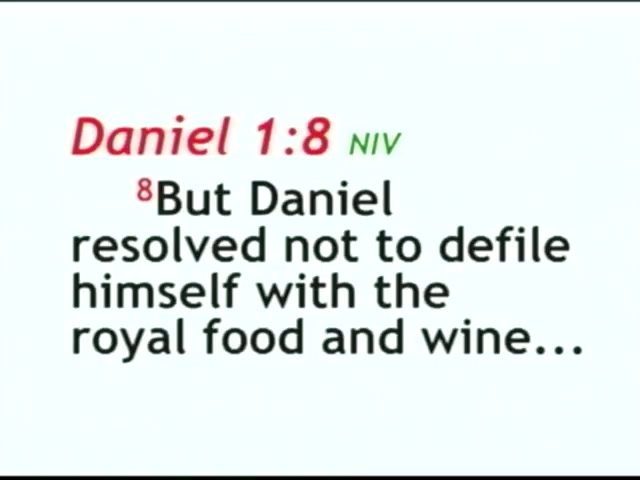 Daniel 1:8 NIV
⁸But Daniel
resolved not to defile
himself with the
royal food and wine...